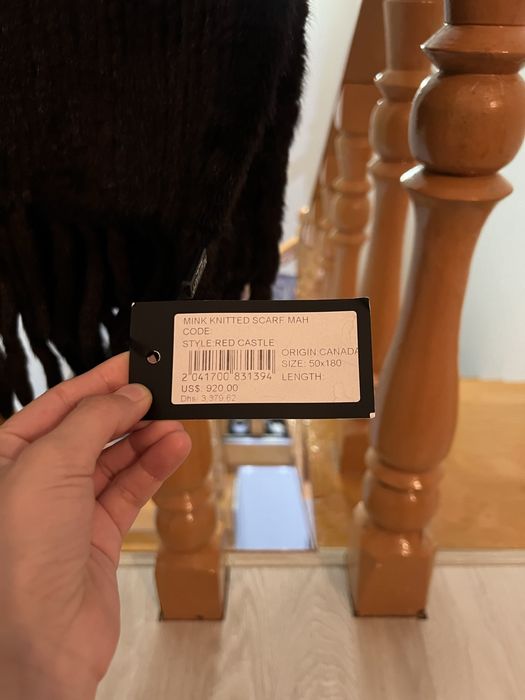 MINK KNITTED SCARF MAH
CODE:
STYLE:RED CASTLE
ORIGIN:CANADA
SIZE: 50x180
2 041700 831394
LENGTH:
US$. 920.00
Dhs. 3,379.62